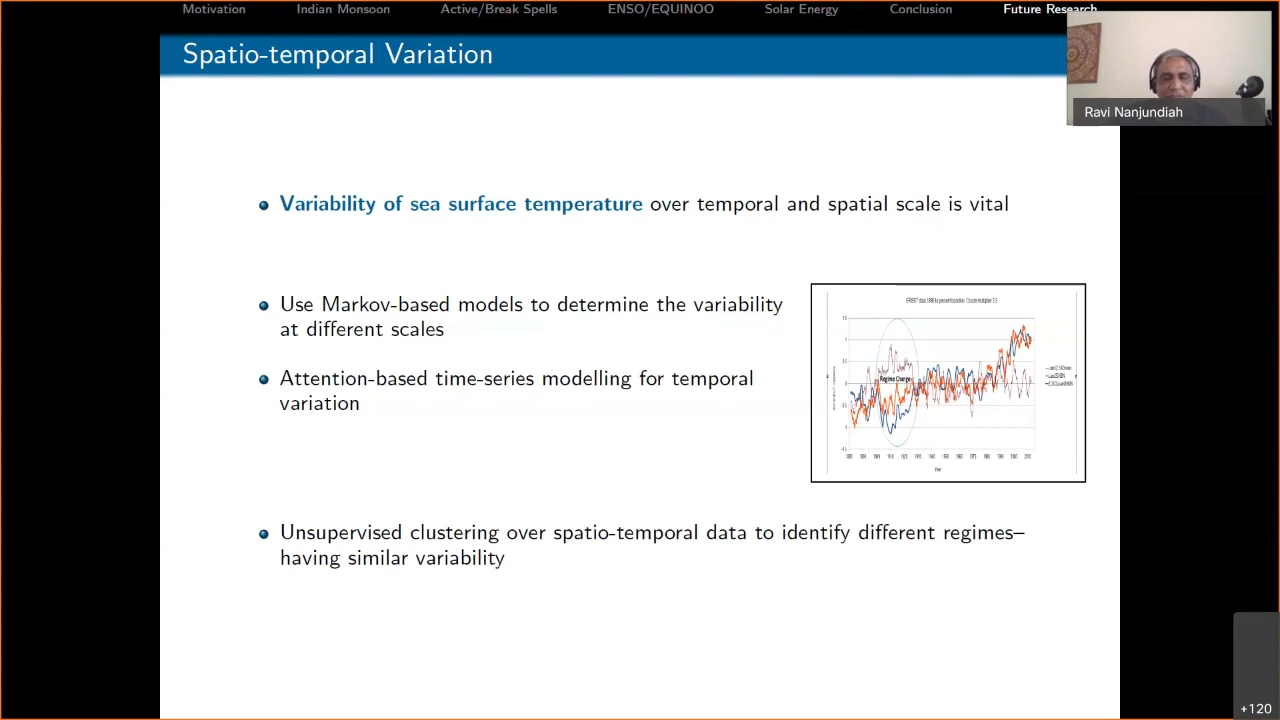 Motivation Indian Monsoon Active/Break Spells ENSO/EQUINOO Solar Energy Conclusion Future Research
Spatio-temporal Variation
Ravi Nanjundiah
Variability of sea surface temperature over temporal and spatial scale is vital
Use Markov-based models to determine the variability
at different scales
Attention-based time-series modelling for temporal
variation
Regime Change
Unsupervised clustering over spatio-temporal data to identify different regimes–
having similar variability
+120